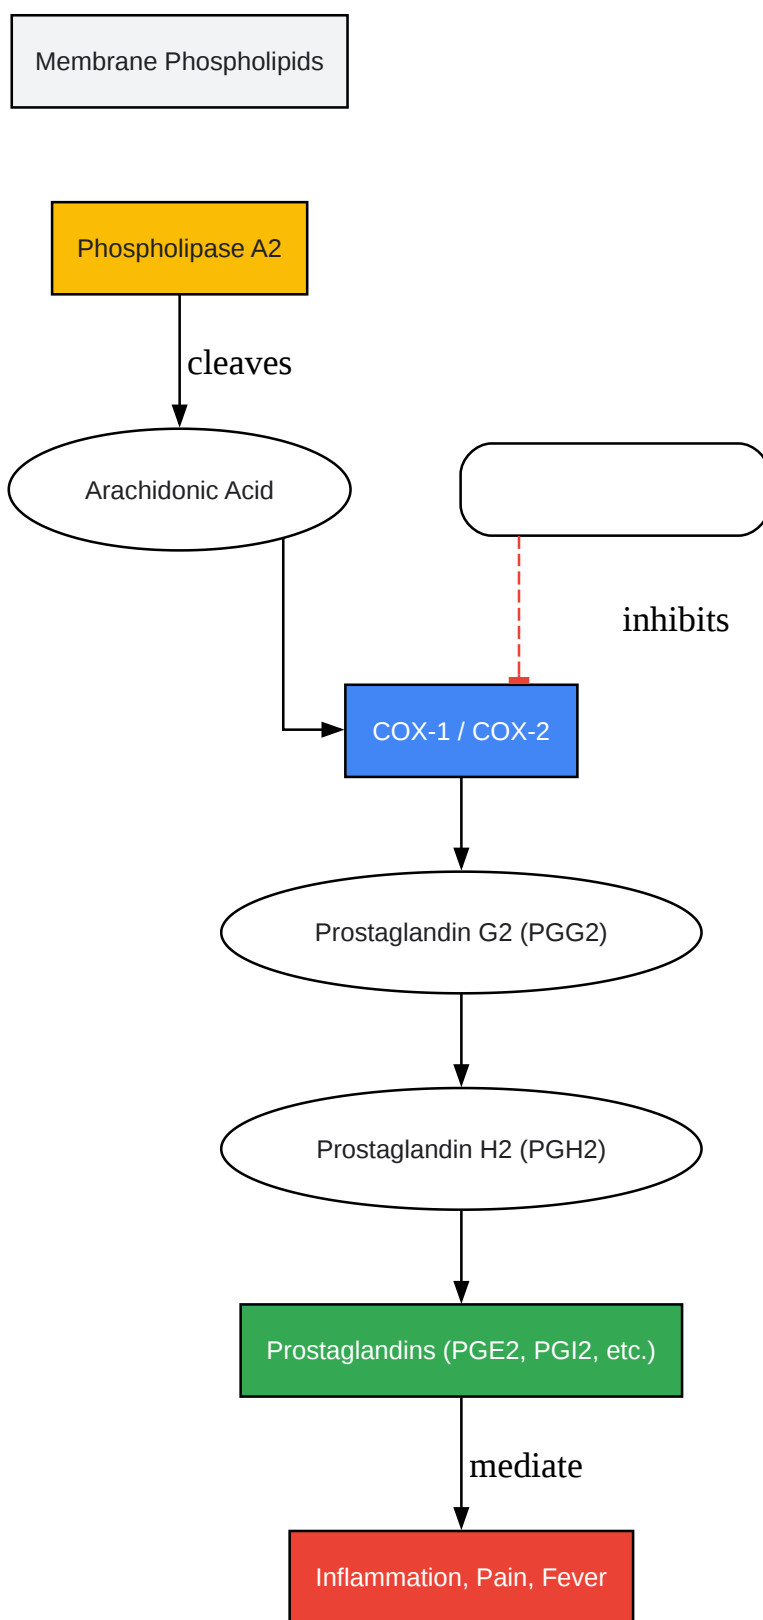 Membrane Phospholipids
Phospholipase A2
cleaves
Arachidonic Acid
inhibits
COX-1 / COX-2
Prostaglandin G2 (PGG2)
Prostaglandin H2 (PGH2)
Prostaglandins (PGE2, PGI2, etc.)
mediate
Inflammation, Pain, Fever